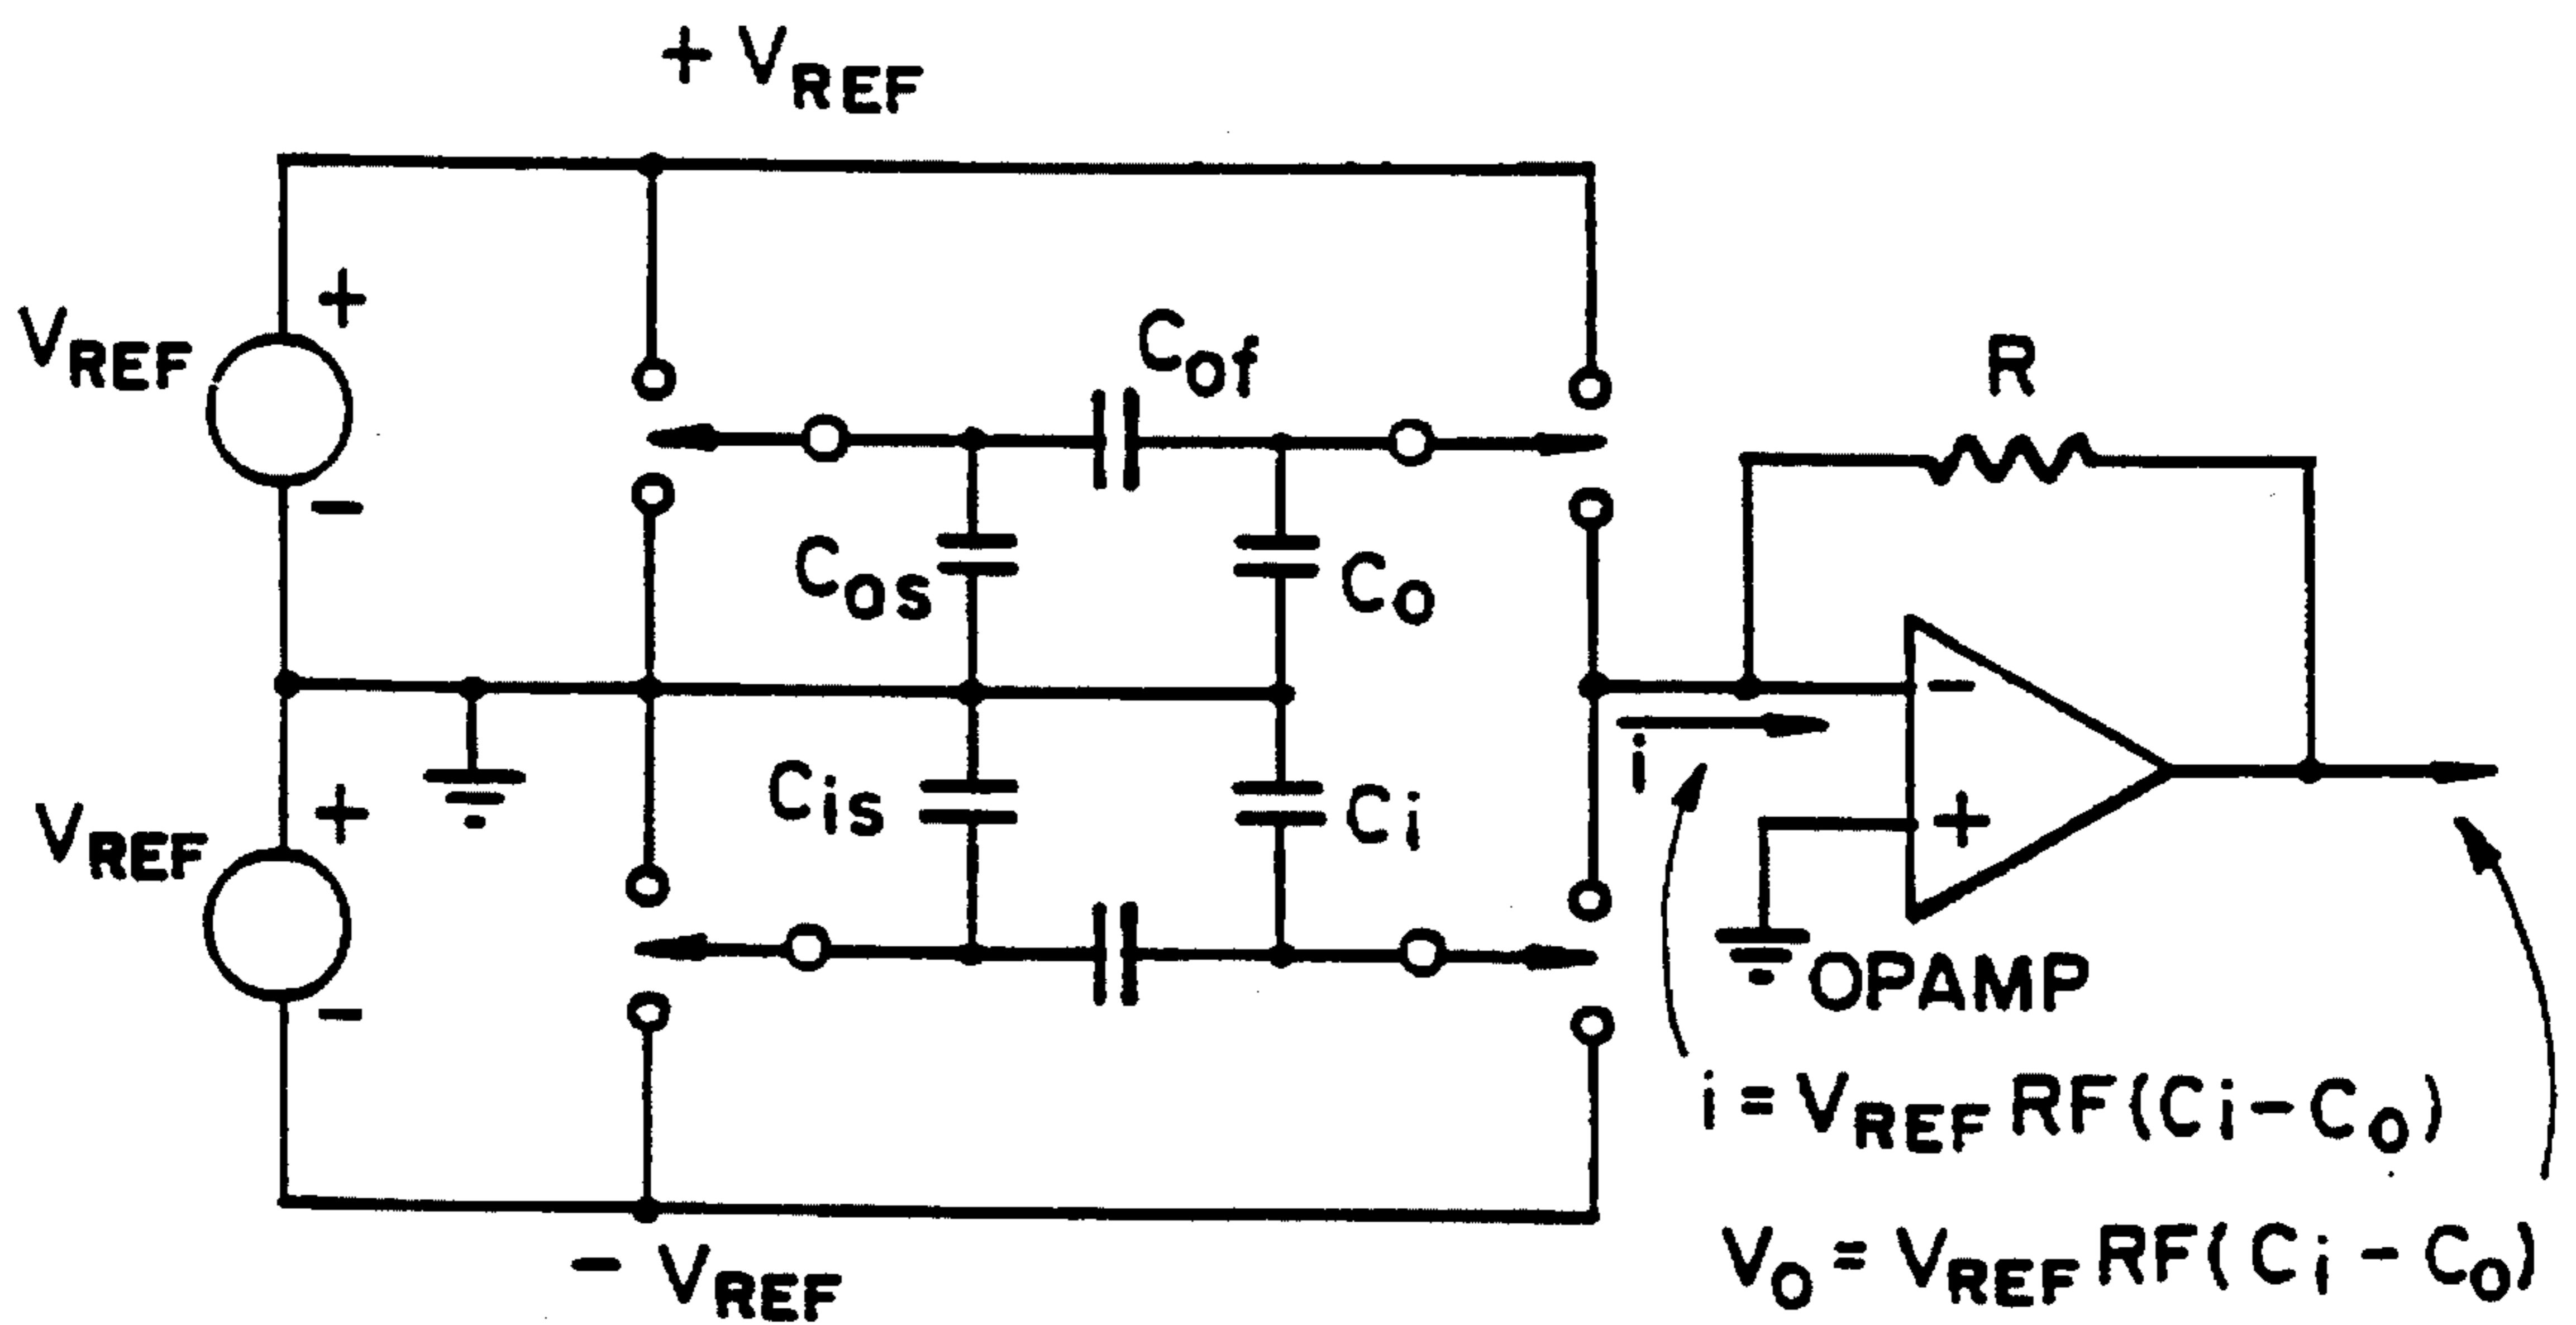 + VREF
VREF
+
-
Cof
R
Cos
Co
VREF
+
-
Cis
Ci
i
-
+
OPAMP
i = VREF RF(Ci-Co)
- VREF
Vo = VREF RF(Ci-Co)